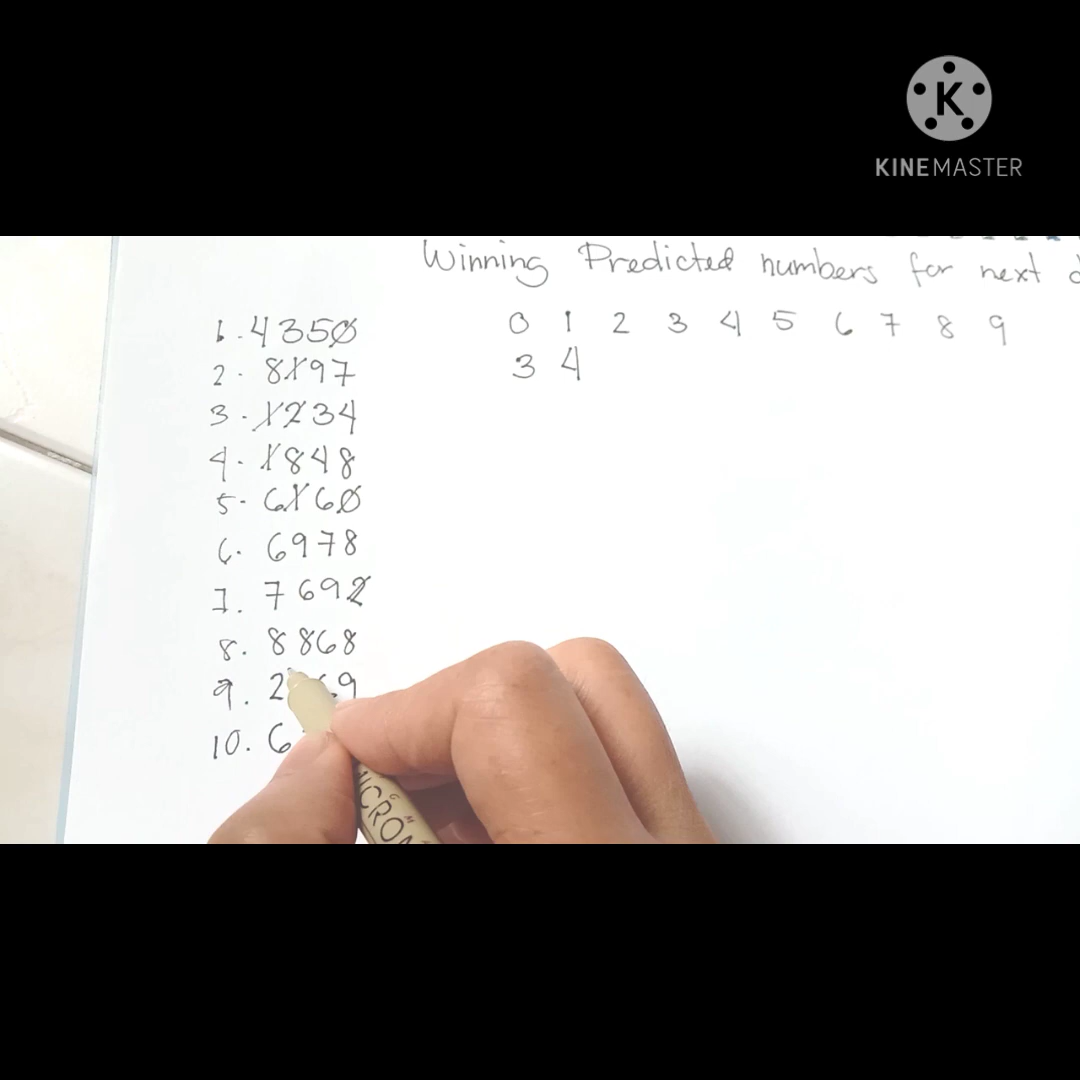 KINEMASTER
Winning Predicted numbers for next
1. 4350
0 1 2 3 4 5 6 7 8 9
2. 8197
3 4
3. 1234
4. 1848
5. 6160
6. 6978
7. 7692
8. 8868
9. 2
10. 6
MICRON